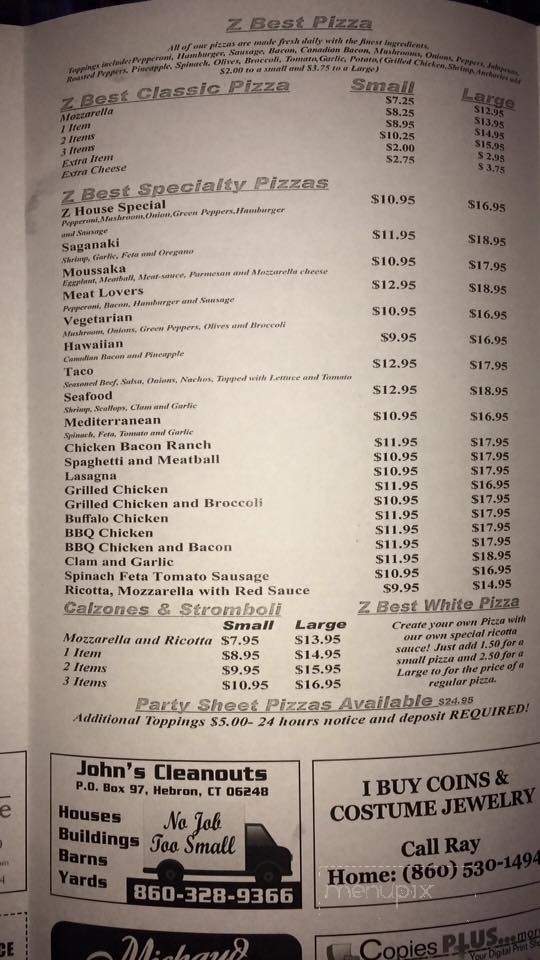 Z Best Pizza
All of our pizzas are made fresh daily with the finest ingredients.
Toppings include:Pepperoni, Hamburger, Sausage, Bacon, Canadian Bacon, Mushrooms, Onions, Peppers, Jalapenos,
Roasted Peppers, Pineapple, Spinach, Olives, Broccoli, Tomato,Garlic, Potato,( Grilled Chicken,Shrimp, Anchovies add
$2.00 to a small and $3.75 to a Large)
Z Best Classic Pizza Small Large
Mozzarella $7.25 $12.95
1 Item $8.25 $13.95
2 Items $8.95 $14.95
3 Items $10.25 $15.95
Extra Item $2.00 $ 2.95
Extra Cheese $2.75 $ 3.75
Z Best Specialty Pizzas
Z House Special $10.95 $16.95
Pepperoni,Mushroom,Onion,Green Peppers,Hamburger
and Sausage
Saganaki $11.95 $18.95
Shrimp, Garlic, Feta and Oregano
Moussaka $10.95 $17.95
Eggplant, Meatball, Meat-sauce, Parmesan and Mozzarella cheese
Meat Lovers $12.95 $18.95
Pepperoni, Bacon, Hamburger and Sausage
Vegetarian $10.95 $16.95
Mushroom, Onions, Green Peppers, Olives and Broccoli
Hawaiian $9.95 $16.95
Canadian Bacon and Pineapple
Taco $12.95 $17.95
Seasoned Beef, Salsa, Onions, Nachos, Topped with Lettuce and Tomato
Seafood $12.95 $18.95
Shrimp, Scallops, Clam and Garlic
Mediterranean $10.95 $16.95
Spinach, Feta, Tomato and Garlic
Chicken Bacon Ranch $11.95 $17.95
Spaghetti and Meatball $10.95 $17.95
Lasagna $10.95 $17.95
Grilled Chicken $11.95 $16.95
Grilled Chicken and Broccoli $10.95 $17.95
Buffalo Chicken $11.95 $17.95
BBQ Chicken $11.95 $17.95
BBQ Chicken and Bacon $11.95 $17.95
Clam and Garlic $11.95 $18.95
Spinach Feta Tomato Sausage $10.95 $16.95
Ricotta, Mozzarella with Red Sauce $9.95 $14.95
Calzones & Stromboli
Small Large
Mozzarella and Ricotta $7.95 $13.95
1 Item $8.95 $14.95
2 Items $9.95 $15.95
3 Items $10.95 $16.95
Z Best White Pizza
Create your own Pizza with
our own special ricotta
sauce! Just add 1.50 for a
small pizza and 2.50 for a
Large to for the price of a
regular pizza.
Party Sheet Pizzas Available $24.95
Additional Toppings $5.00- 24 hours notice and deposit REQUIRED!
John's Cleanouts
P.O. Box 97, Hebron, CT 06248
Houses
Buildings
Barns
Yards
No Job
Too Small
860-328-9366
I BUY COINS &
COSTUME JEWELRY
Call Ray
Home: (860) 530-1494
menupix
Michaud
Copies PLUS...
Your Digital Print